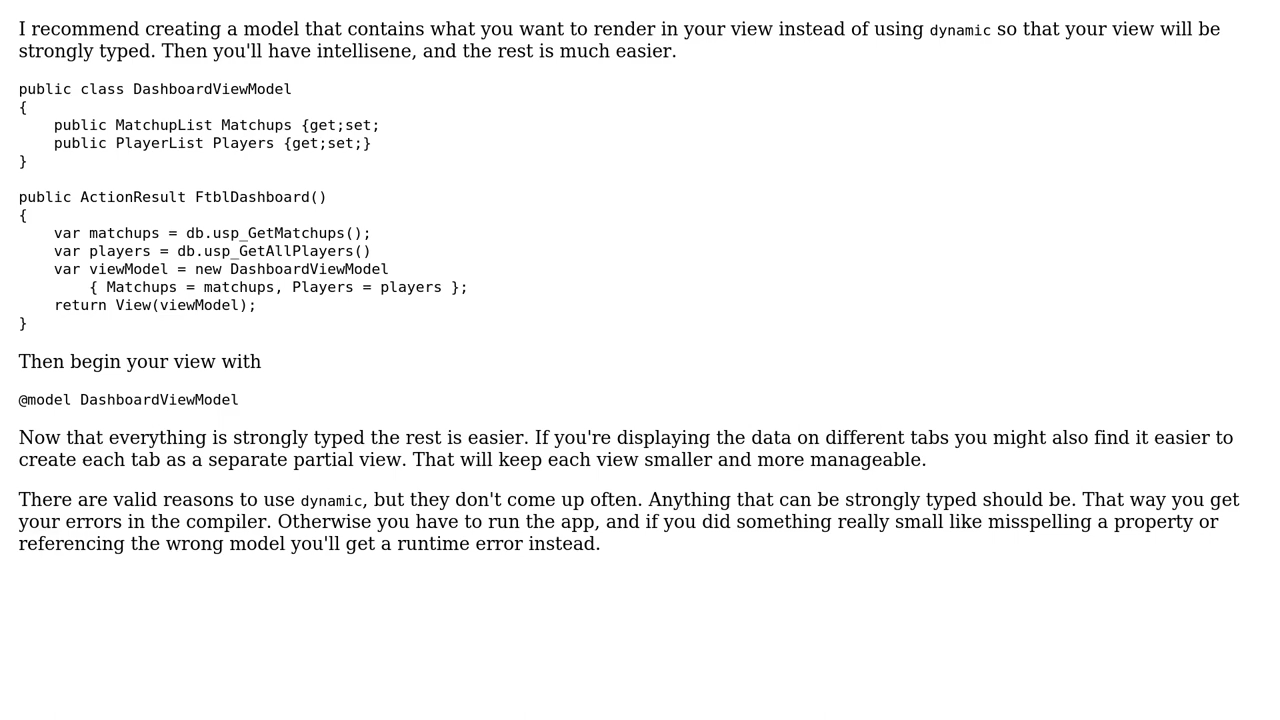 I recommend creating a model that contains what you want to render in your view instead of using dynamic so that your view will be
strongly typed. Then you'll have intellisene, and the rest is much easier.
public class DashboardViewModel
{
    public MatchupList Matchups {get;set;
    public PlayerList Players {get;set;}
}
public ActionResult FtblDashboard()
{
    var matchups = db.usp_GetMatchups();
    var players = db.usp_GetAllPlayers()
    var viewModel = new DashboardViewModel
        { Matchups = matchups, Players = players };
    return View(viewModel);
}
Then begin your view with
@model DashboardViewModel
Now that everything is strongly typed the rest is easier. If you're displaying the data on different tabs you might also find it easier to
create each tab as a separate partial view. That will keep each view smaller and more manageable.
There are valid reasons to use dynamic, but they don't come up often. Anything that can be strongly typed should be. That way you get
your errors in the compiler. Otherwise you have to run the app, and if you did something really small like misspelling a property or
referencing the wrong model you'll get a runtime error instead.